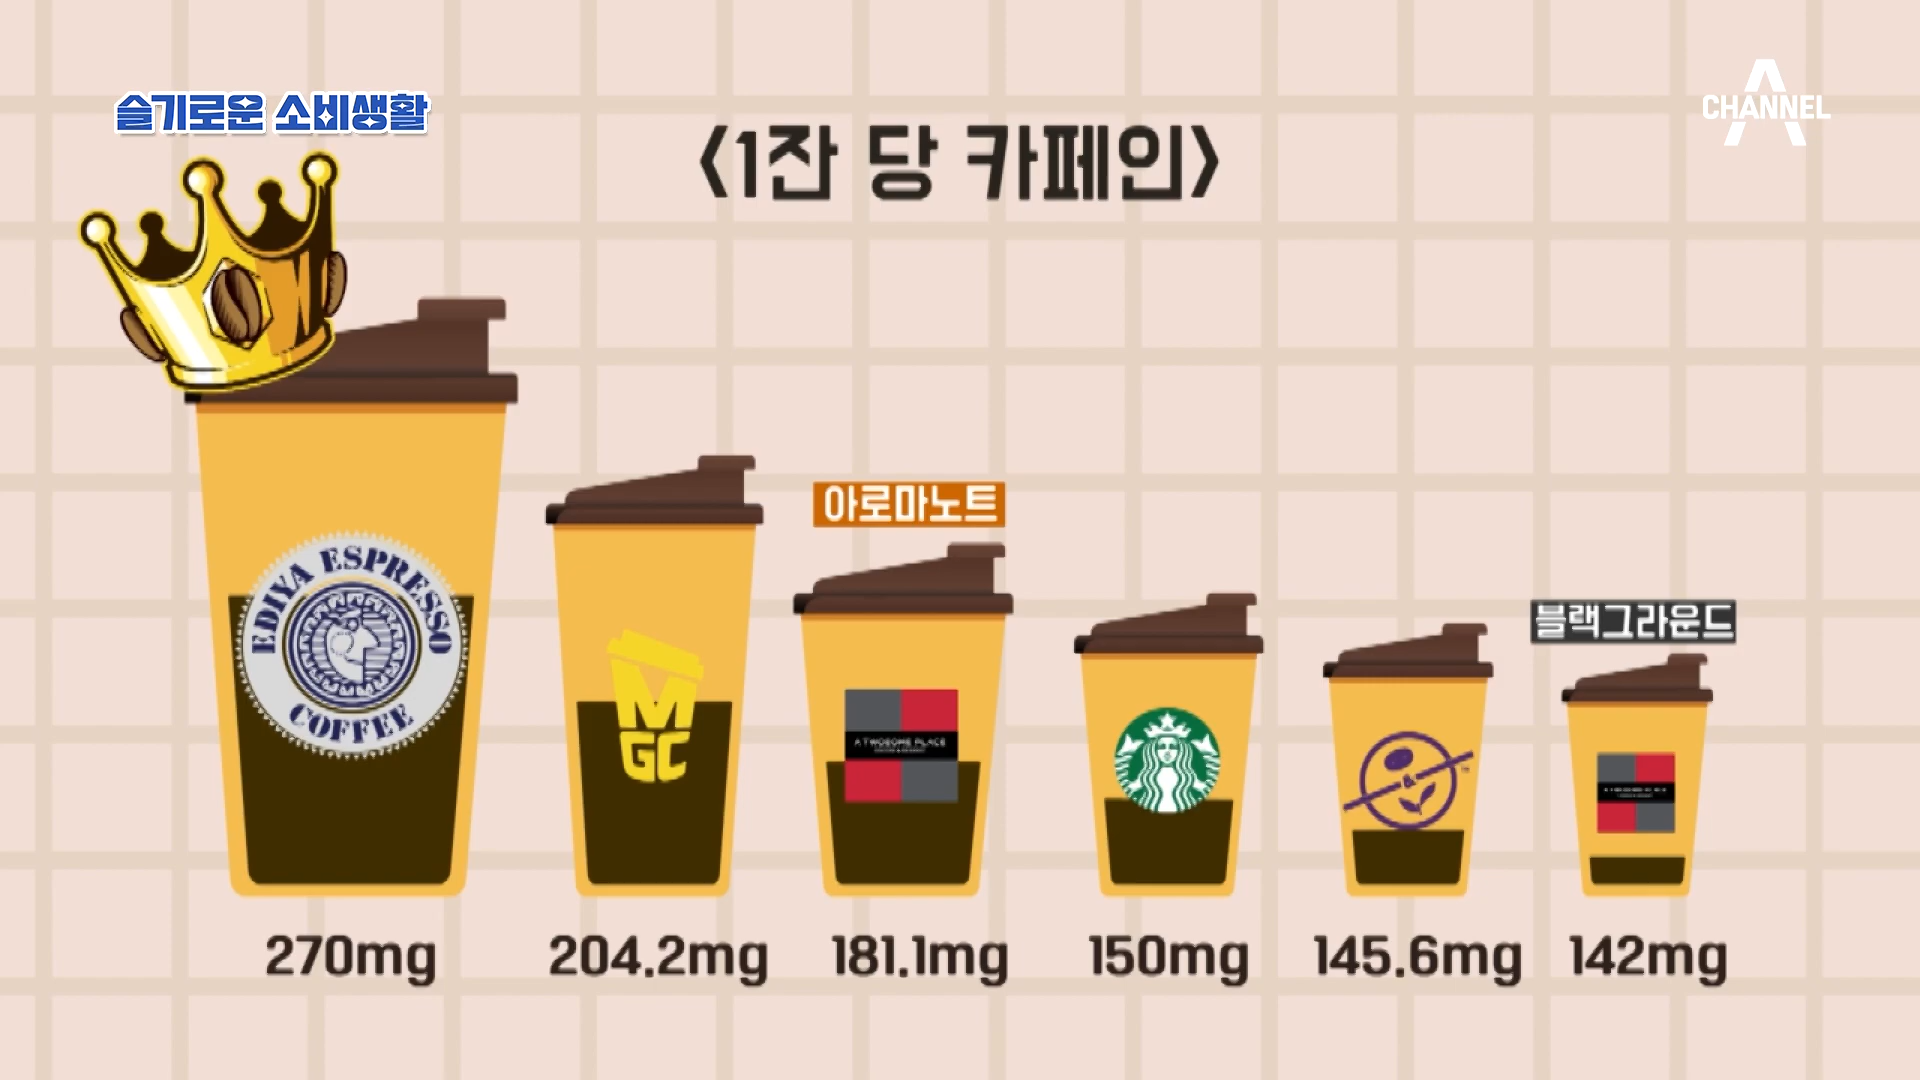 슬기로운 소비생활
CHANNEL A
<1잔 당 카페인>
아로마노트
블랙그라운드
EDIYA ESPRESSO
COFFEE
MGC
A TWOSOME PLACE
270mg
204.2mg
181.1mg
150mg
145.6mg
142mg